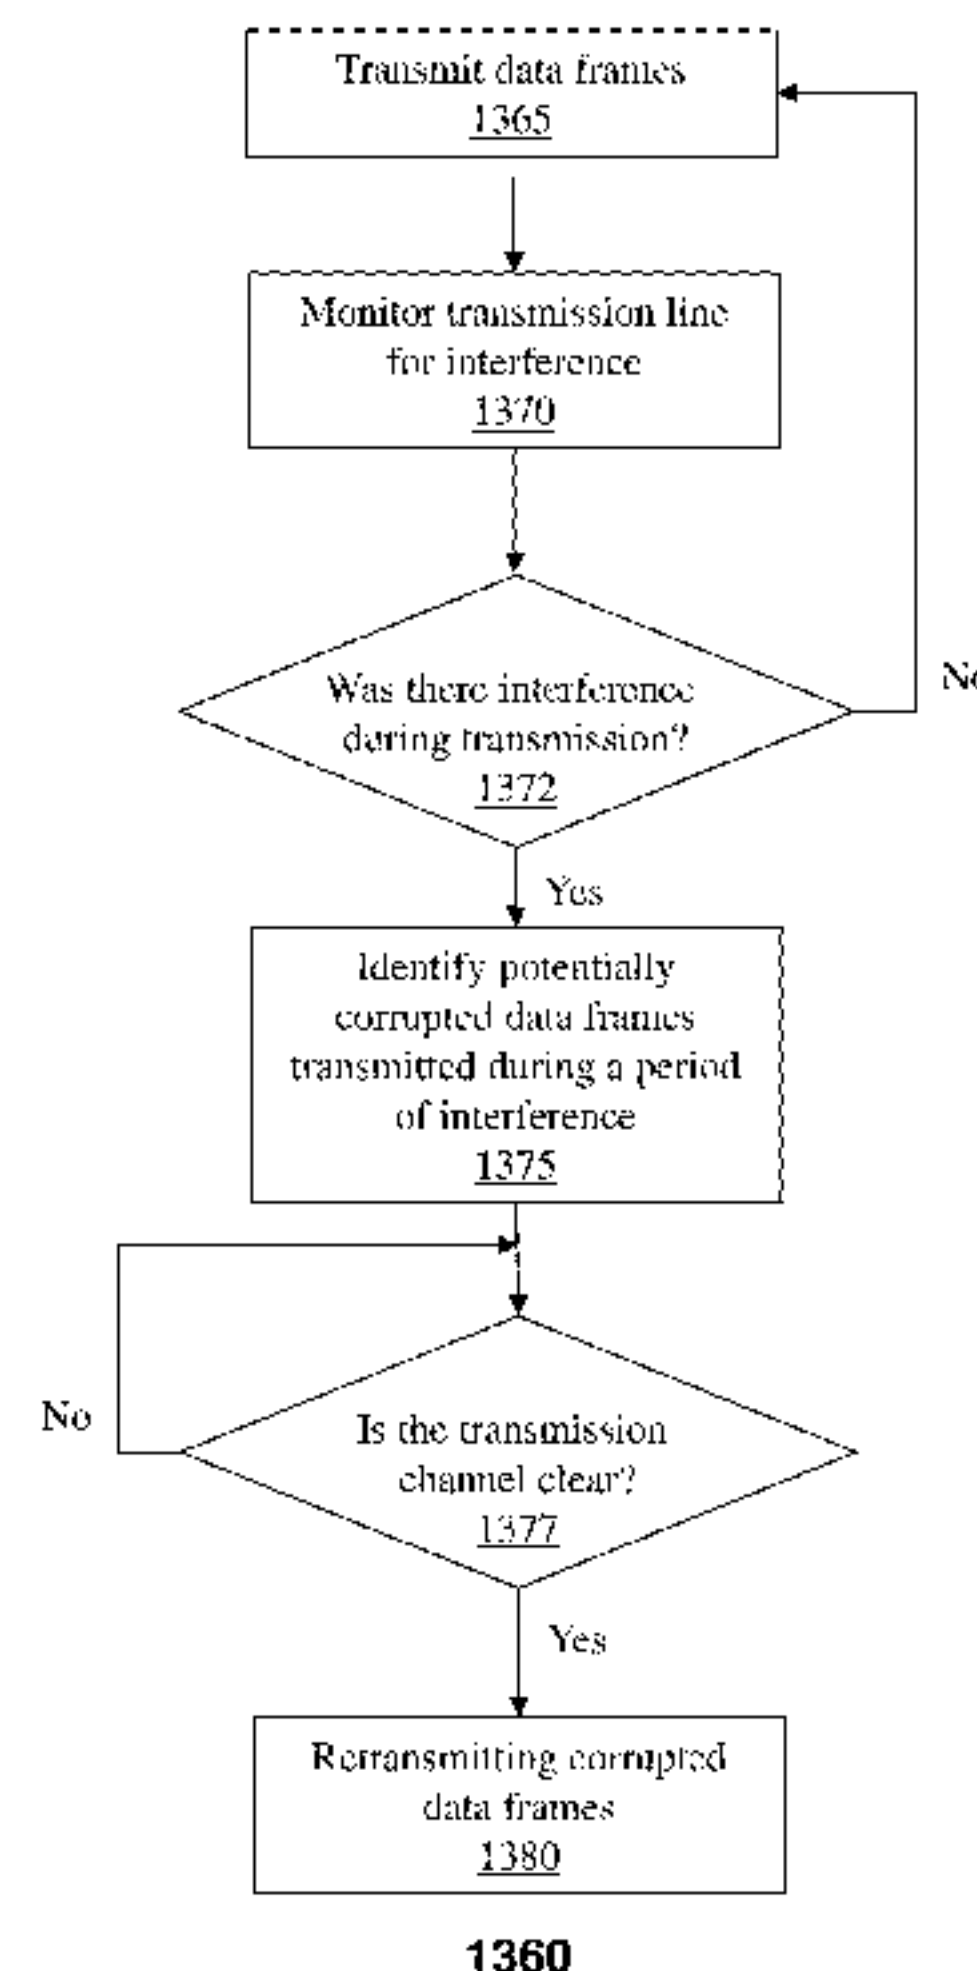 Transmit data frames
1365
Monitor transmission line
for interference
1370
Was there interference
during transmission?
1372
No
Yes
Identify potentially
corrupted data frames
transmitted during a period
of interference
1375
No
Is the transmission
channel clear?
1377
Yes
Retransmitting corrupted
data frames
1380
1360